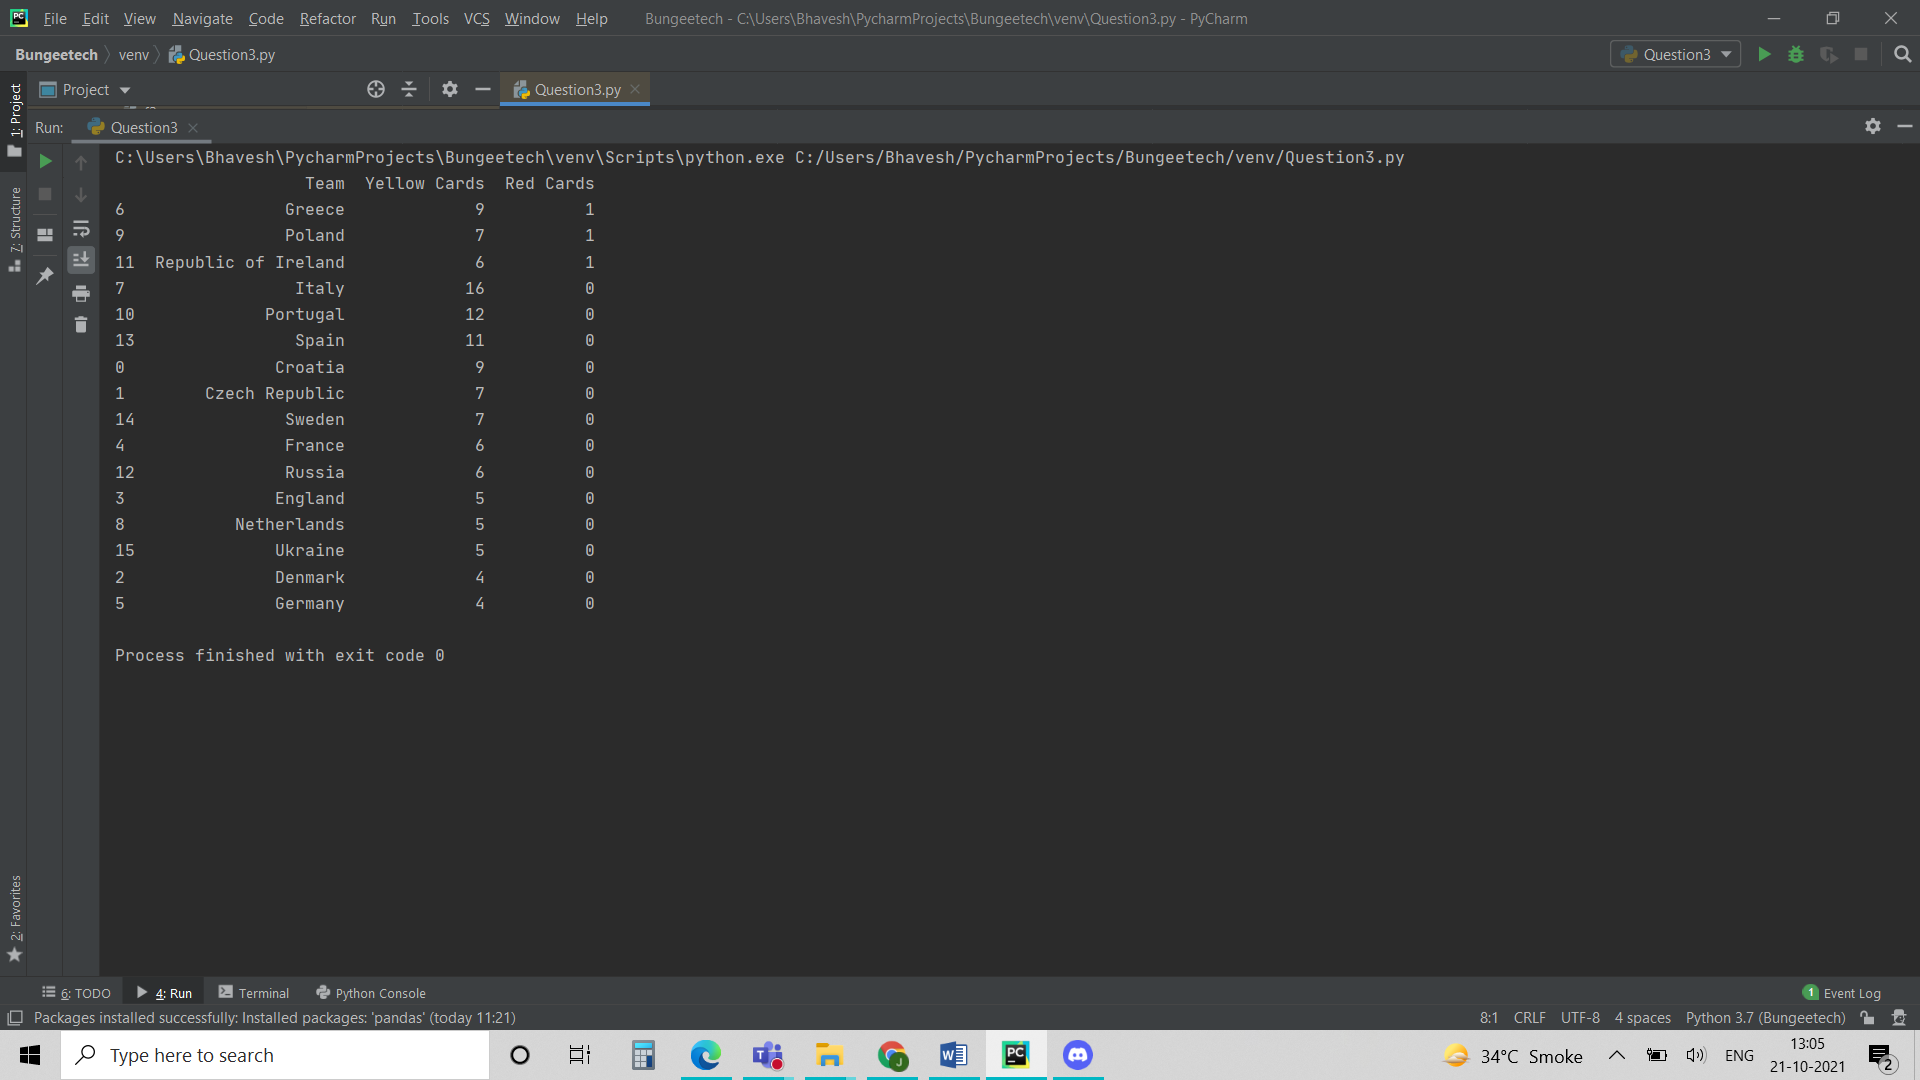 File Edit View Navigate Code Refactor Run Tools VCS Window Help Bungeetech - C:\Users\Bhavesh\PycharmProjects\Bungeetech\venv\Question3.py - PyCharm
Bungeetech venv Question3.py Question3
1: Project
Project Question3.py
Run: Question3
7: Structure
C:\Users\Bhavesh\PycharmProjects\Bungeetech\venv\Scripts\python.exe C:/Users/Bhavesh/PycharmProjects/Bungeetech/venv/Question3.py
Team Yellow Cards Red Cards
6 Greece 9 1
9 Poland 7 1
11 Republic of Ireland 6 1
7 Italy 16 0
10 Portugal 12 0
13 Spain 11 0
0 Croatia 9 0
1 Czech Republic 7 0
14 Sweden 7 0
4 France 6 0
12 Russia 6 0
3 England 5 0
8 Netherlands 5 0
15 Ukraine 5 0
2 Denmark 4 0
5 Germany 4 0
Process finished with exit code 0
2: Favorites
6: TODO 4: Run Terminal Python Console 1 Event Log
Packages installed successfully: Installed packages: 'pandas' (today 11:21) 8:1 CRLF UTF-8 4 spaces Python 3.7 (Bungeetech)
Type here to search 34°C Smoke ENG 13:05
21-10-2021 2